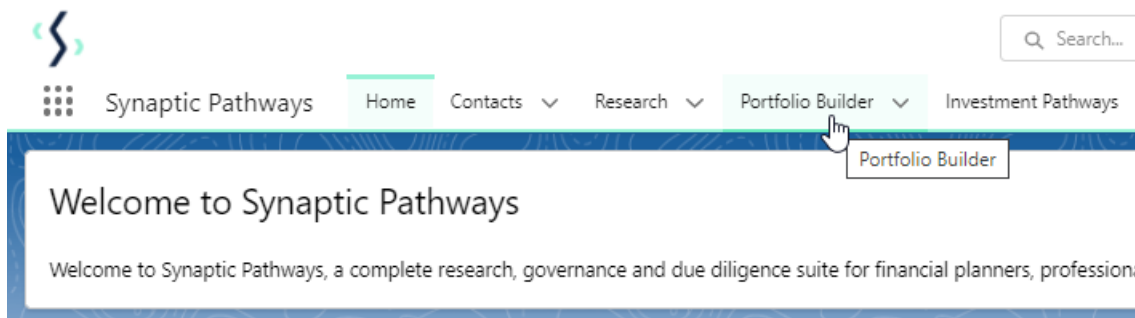 Search...
Synaptic Pathways Home Contacts Research Portfolio Builder Investment Pathways
Portfolio Builder
Welcome to Synaptic Pathways
Welcome to Synaptic Pathways, a complete research, governance and due diligence suite for financial planners, professiona